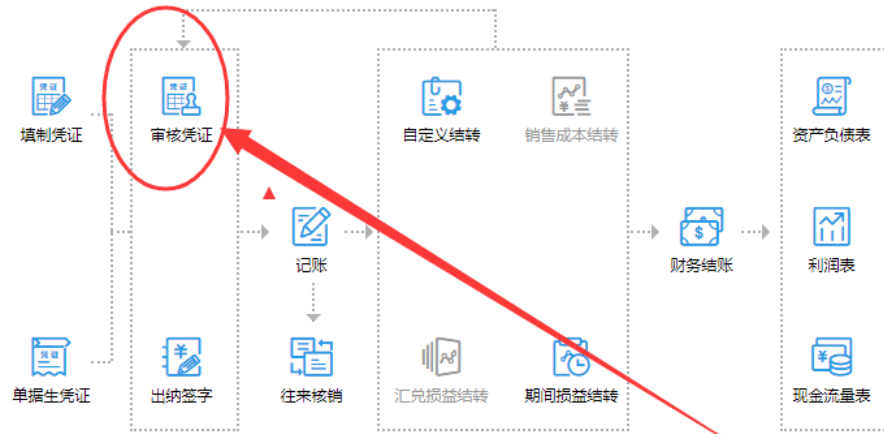 填制凭证
审核凭证
自定义结转
销售成本结转
资产负债表
记账
财务结账
利润表
单据生凭证
出纳签字
往来核销
汇兑损益结转
期间损益结转
现金流量表